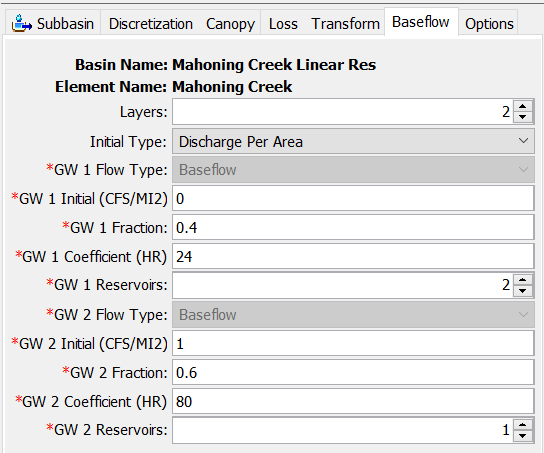 Subbasin Discretization Canopy Loss Transform Baseflow Options
Basin Name: Mahoning Creek Linear Res
Element Name: Mahoning Creek
Layers: 2
Initial Type: Discharge Per Area
*GW 1 Flow Type: Baseflow
*GW 1 Initial (CFS/MI2) 0
*GW 1 Fraction: 0.4
*GW 1 Coefficient (HR) 24
*GW 1 Reservoirs: 2
*GW 2 Flow Type: Baseflow
*GW 2 Initial (CFS/MI2) 1
*GW 2 Fraction: 0.6
*GW 2 Coefficient (HR) 80
*GW 2 Reservoirs: 1